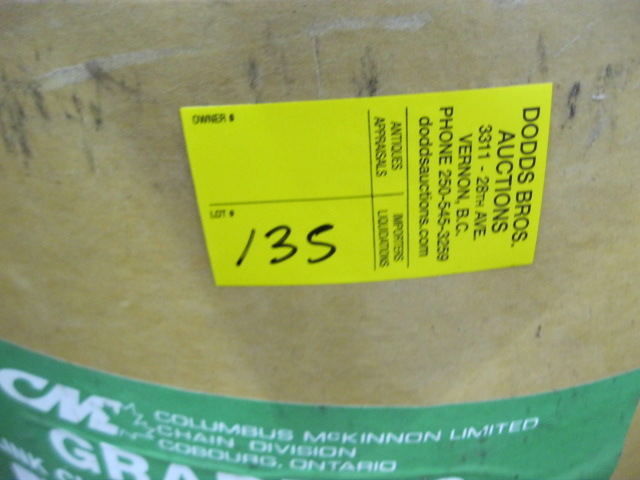 DODDS BROS.
AUCTIONS
3311 - 28TH AVE.
VERNON, B.C.
PHONE 250-545-3259
doddsauctions.com
ANTIQUES IMPORTERS
APPRAISALS LIQUIDATIONS
OWNER #
LOT #
135
CM
COLUMBUS McKINNON LIMITED
CHAIN DIVISION
COBOURG, ONTARIO